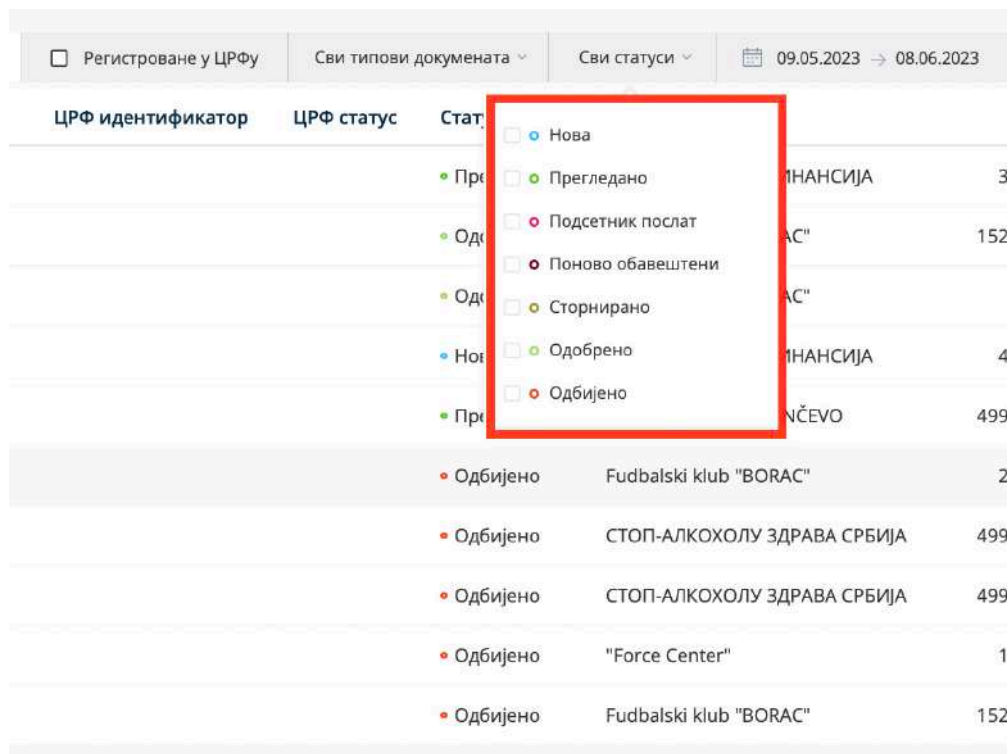 Регистроване у ЦРФу Сви типови докумената Сви статуси 09.05.2023 → 08.06.2023
ЦРФ идентификатор ЦРФ статус
Нова
Прегледано
Подсетник послат
Поново обавештени
Сторнирано
Одобрено
Одбијено
Одбијено Fudbalski klub "BORAC" 2
Одбијено СТОП-АЛКОХОЛУ ЗДРАВА СРБИЈА 499
Одбијено СТОП-АЛКОХОЛУ ЗДРАВА СРБИЈА 499
Одбијено "Force Center" 1
Одбијено Fudbalski klub "BORAC" 152